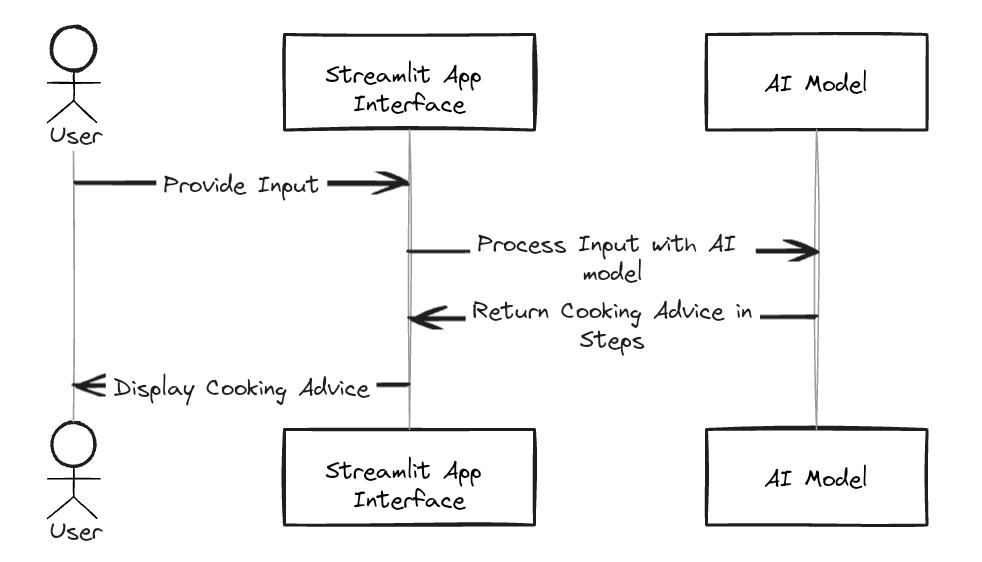 Streamlit App
Interface
AI Model
User
Provide Input
Process Input with AI
model
Return Cooking Advice in
Steps
Display Cooking Advice
Streamlit App
Interface
AI Model
User